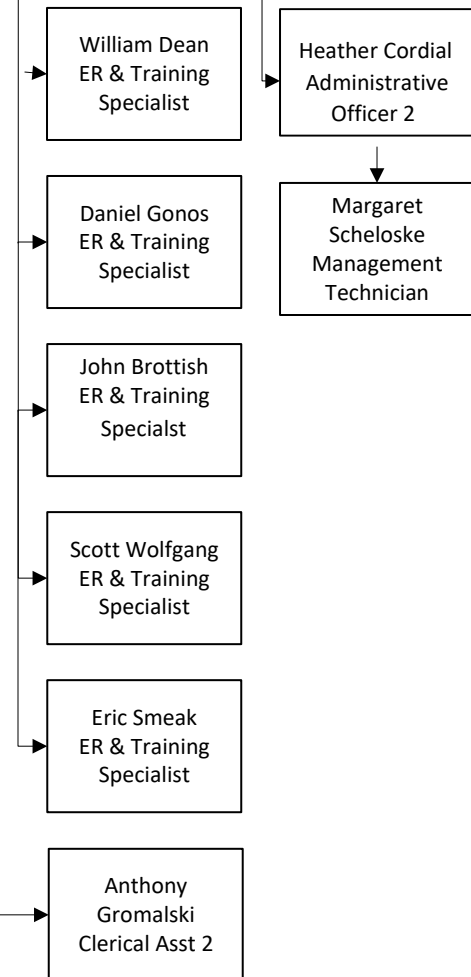 William Dean
ER & Training
Specialist
Daniel Gonos
ER & Training
Specialist
John Brottish
ER & Training
Specialst
Scott Wolfgang
ER & Training
Specialist
Eric Smeak
ER & Training
Specialist
Anthony
Gromalski
Clerical Asst 2
Heather Cordial
Administrative
Officer 2
Margaret
Scheloske
Management
Technician